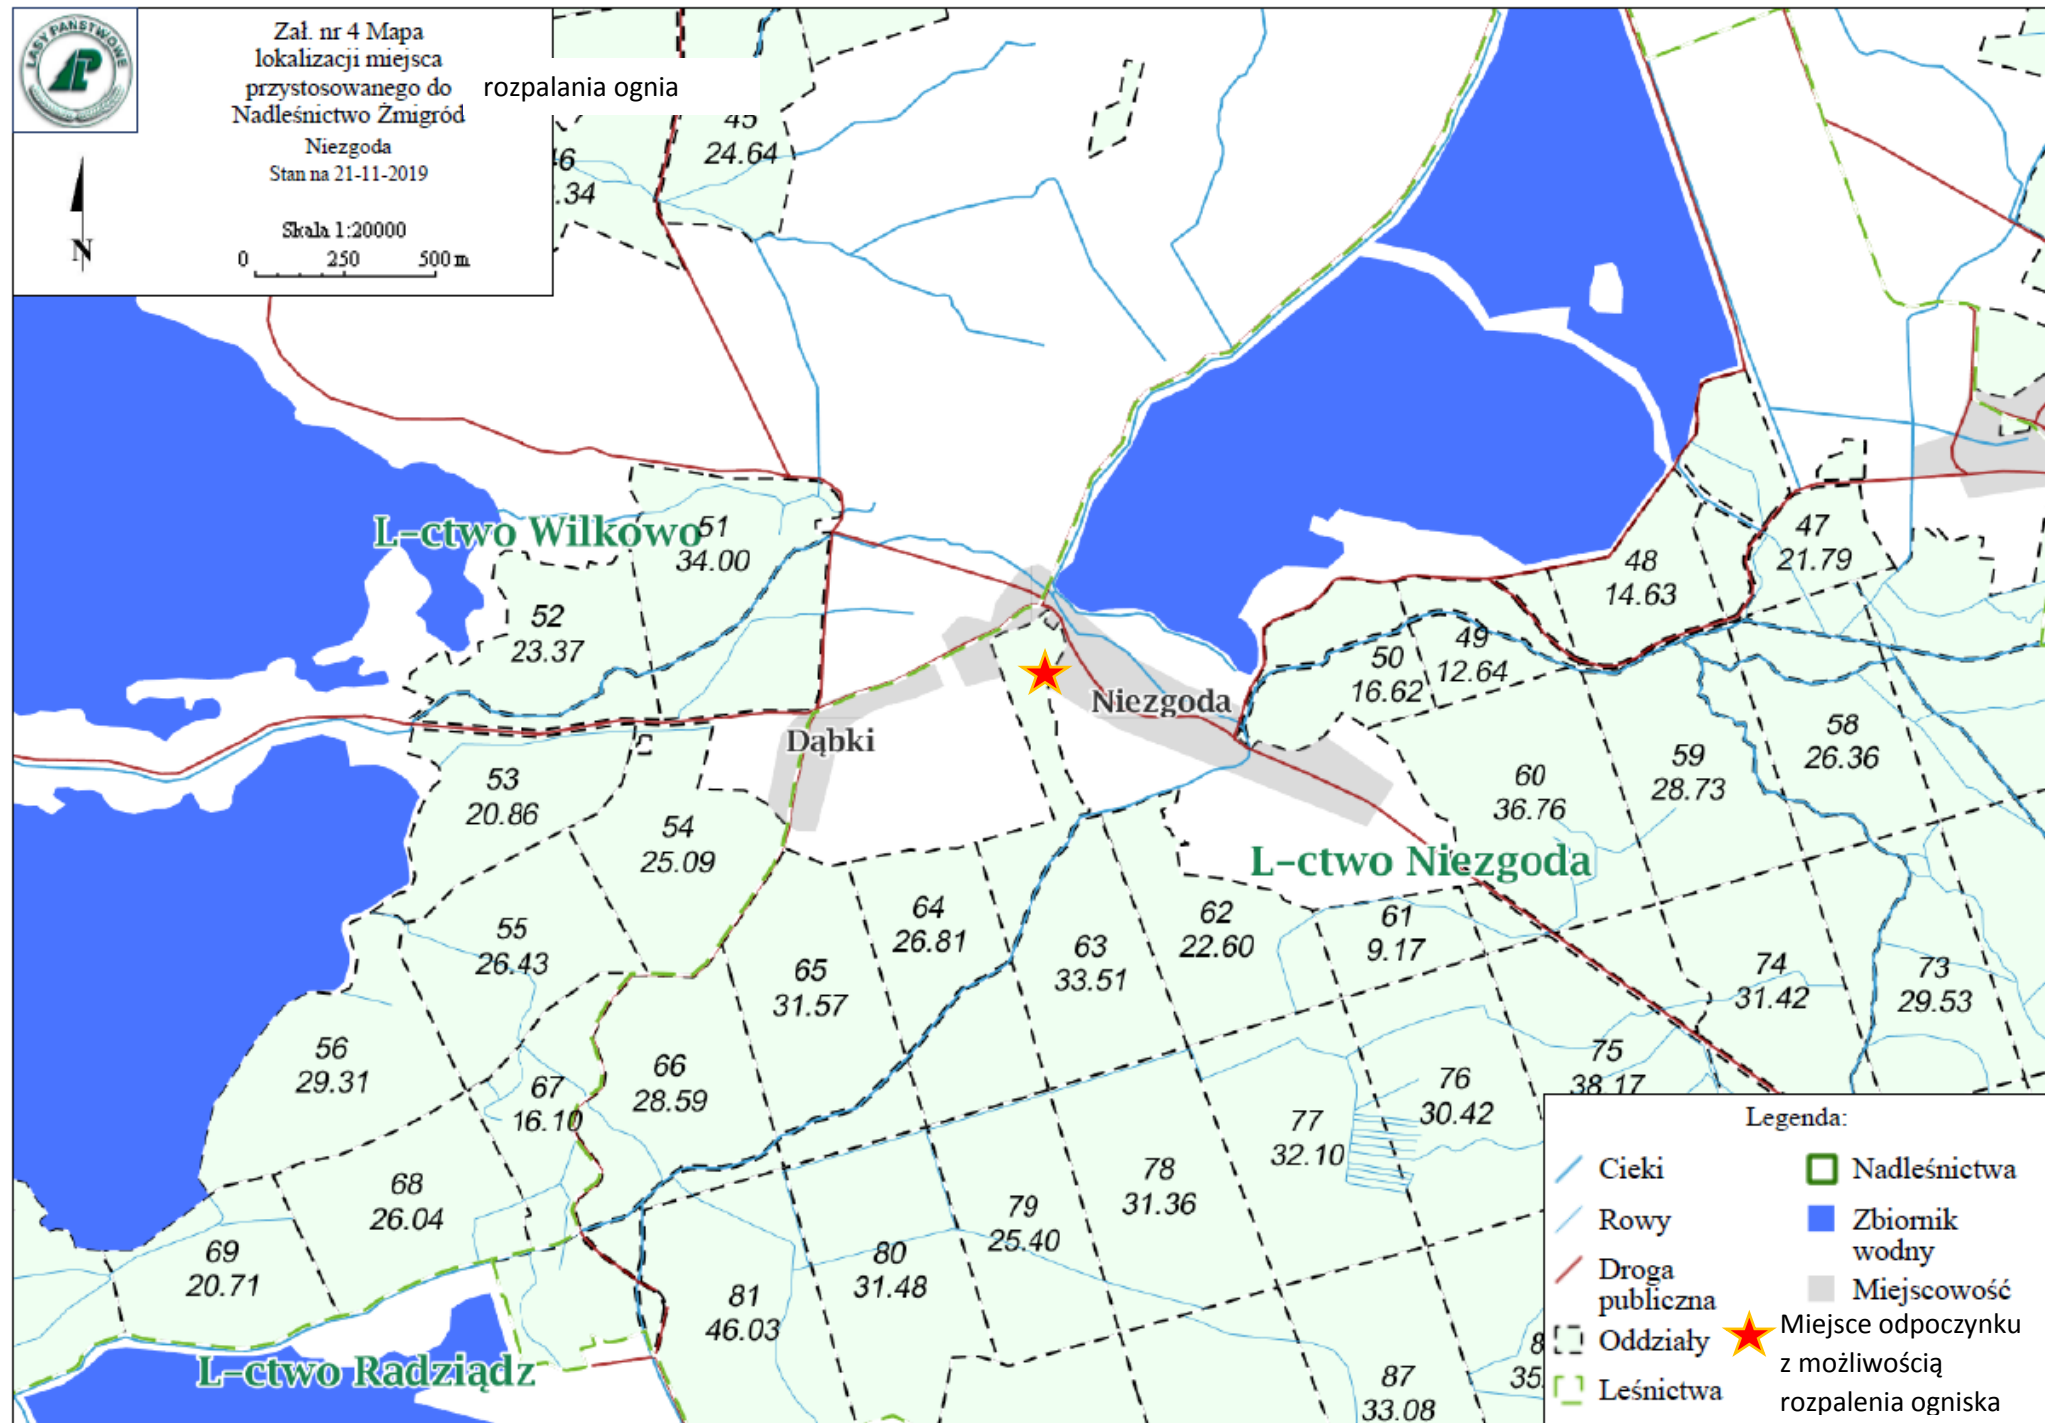 LASY PAŃSTWOWE
Zał. nr 4 Mapa
lokalizacji miejsca
przystosowanego do rozpalania ognia
Nadleśnictwo Żmigród
Niezgoda
Stan na 21-11-2019
N
Skala 1:20000
0 250 500 m
45
24.64
46
.34
L-ctwo Wilkowo
51
34.00
52
23.37
47
21.79
48
14.63
49
12.64
50
16.62
Niezgoda
Dąbki
53
20.86
54
25.09
58
26.36
59
28.73
60
36.76
L-ctwo Niezgoda
55
26.43
64
26.81
62
22.60
61
9.17
63
33.51
65
31.57
74
31.42
73
29.53
56
29.31
67
16.10
66
28.59
75
38.17
76
30.42
77
32.10
68
26.04
78
31.36
79
25.40
69
20.71
80
31.48
81
46.03
L-ctwo Radziądz
87
33.08
8
35.
Legenda:
Cieki
Rowy
Droga
publiczna
Oddziały
Leśnictwa
Nadleśnictwa
Zbiornik
wodny
Miejscowość
Miejsce odpoczynku
z możliwością
rozpalenia ogniska